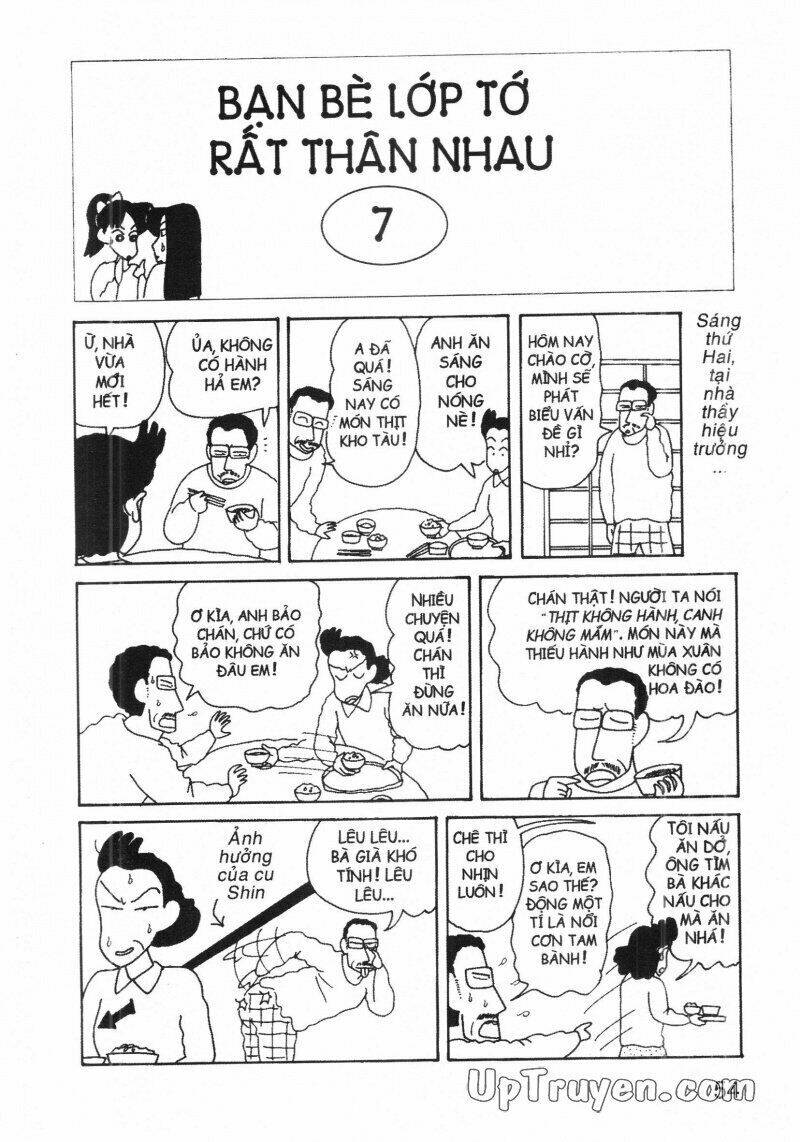 BẠN BÈ LỚP TỚ
RẤT THÂN NHAU
7
Sáng
thứ
Hai,
tại
nhà
thầy
hiệu
trưởng
...
HÔM NAY
CHÀO CỜ,
MÌNH SẼ
PHÁT
BIỂU VẤN
ĐỀ GÌ
NHỈ?
ANH ĂN
SÁNG
CHO
NÓNG
NÈ!
A ĐÃ
QUÁ!
SÁNG
NAY CÓ
MÓN THỊT
KHO TÀU!
ỦA, KHÔNG
CÓ HÀNH
HẢ EM?
Ữ, NHÀ
VỪA
MỚI
HẾT!
CHÁN THẬT! NGƯỜI TA NÓI
"THỊT KHÔNG HÀNH, CANH
KHÔNG MẮM". MÓN NÀY MÀ
THIẾU HÀNH NHƯ MÙA XUÂN
KHÔNG CÓ
HOA ĐÀO!
NHIỀU
CHUYỆN
QUÁ!
CHÁN
THÌ
ĐỪNG
ĂN NỮA!
Ơ KÌA, ANH BẢO
CHÁN, CHỨ CÓ
BẢO KHÔNG ĂN
ĐÂU EM!
TÔI NẤU
ĂN DỞ,
ÔNG TÌM
BÀ KHÁC
NẤU CHO
MÀ ĂN
NHÁ!
CHÊ THÌ
CHO
NHỊN
LUÔN!
Ơ KÌA, EM
SAO THẾ?
ĐỘNG MỘT
TÍ LÀ NỔI
CƠN TAM
BÀNH!
LÊU LÊU...
BÀ GIÀ KHÓ
TÍNH! LÊU
LÊU...
Ảnh
hưởng
của cu
Shin
UpTruyen.com